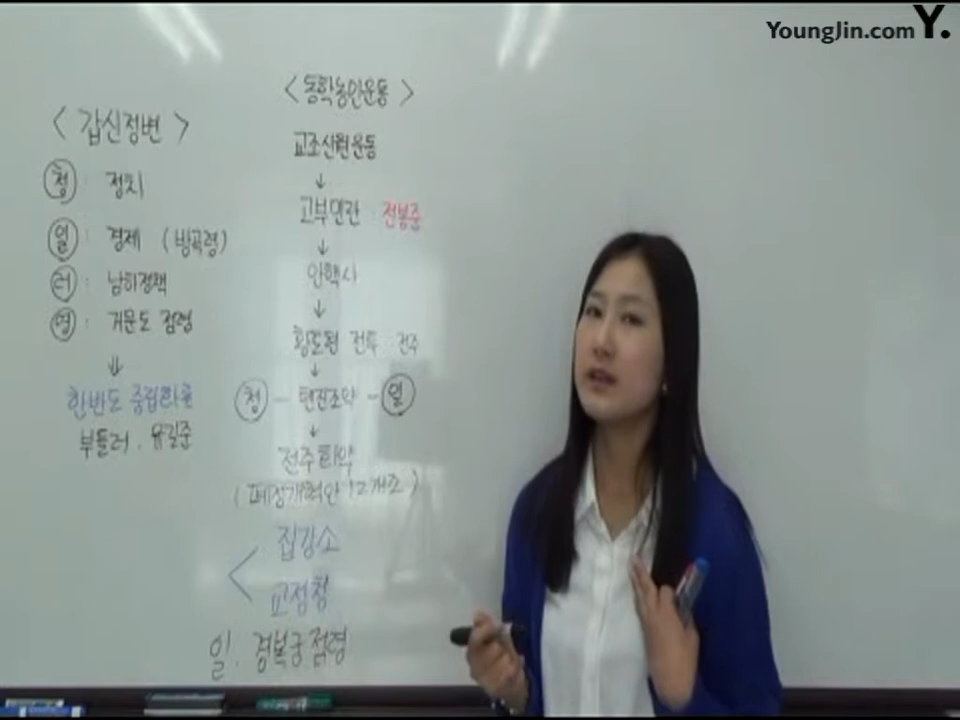 YoungJin.com Y.
< 갑신정변 >
청 : 정치
일 : 경제 (방곡령)
러 : 남하정책
영 : 거문도 점령
⇓
한반도 중립화론
부들러 . 유길준
< 동학농민운동 >
교조신원운동
↓
고부민란 : 전봉준
↓
안핵사
↓
황토현 전투 : 전주
↓
청 - 텐진조약 - 일
↓
전주화약
(폐정개혁안 12개조)
< 집강소
교정청
일. 경복궁 점령